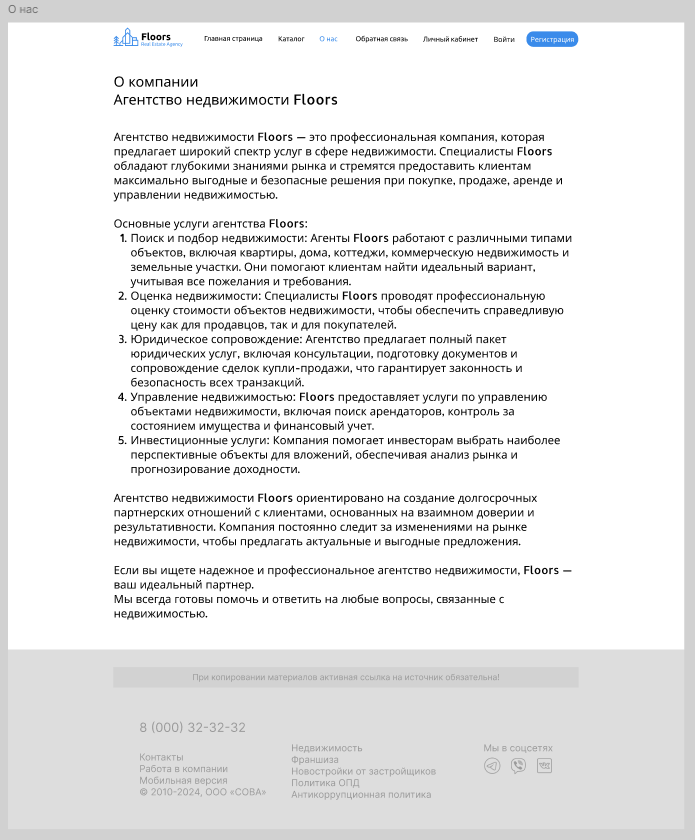 О нас
Floors
Real Estate Agency
Главная страница
Каталог
О нас
Обратная связь
Личный кабинет
Войти
Регистрация
О компании
Агентство недвижимости Floors
Агентство недвижимости Floors — это профессиональная компания, которая
предлагает широкий спектр услуг в сфере недвижимости. Специалисты Floors
обладают глубокими знаниями рынка и стремятся предоставить клиентам
максимально выгодные и безопасные решения при покупке, продаже, аренде и
управлении недвижимостью.
Основные услуги агентства Floors:
1. Поиск и подбор недвижимости: Агенты Floors работают с различными типами
объектов, включая квартиры, дома, коттеджи, коммерческую недвижимость и
земельные участки. Они помогают клиентам найти идеальный вариант,
учитывая все пожелания и требования.
2. Оценка недвижимости: Специалисты Floors проводят профессиональную
оценку стоимости объектов недвижимости, чтобы обеспечить справедливую
цену как для продавцов, так и для покупателей.
3. Юридическое сопровождение: Агентство предлагает полный пакет
юридических услуг, включая консультации, подготовку документов и
сопровождение сделок купли-продажи, что гарантирует законность и
безопасность всех транзакций.
4. Управление недвижимостью: Floors предоставляет услуги по управлению
объектами недвижимости, включая поиск арендаторов, контроль за
состоянием имущества и финансовый учет.
5. Инвестиционные услуги: Компания помогает инвесторам выбрать наиболее
перспективные объекты для вложений, обеспечивая анализ рынка и
прогнозирование доходности.
Агентство недвижимости Floors ориентировано на создание долгосрочных
партнерских отношений с клиентами, основанных на взаимном доверии и
результативности. Компания постоянно следит за изменениями на рынке
недвижимости, чтобы предлагать актуальные и выгодные предложения.
Если вы ищете надежное и профессиональное агентство недвижимости, Floors —
ваш идеальный партнер.
Мы всегда готовы помочь и ответить на любые вопросы, связанные с
недвижимостью.
При копировании материалов активная ссылка на источник обязательна!
8 (000) 32-32-32
Контакты
Работа в компании
Мобильная версия
© 2010-2024, ООО «СОВА»
Недвижимость
Франшиза
Новостройки от застройщиков
Политика ОПД
Антикоррупционная политика
Мы в соцсетях